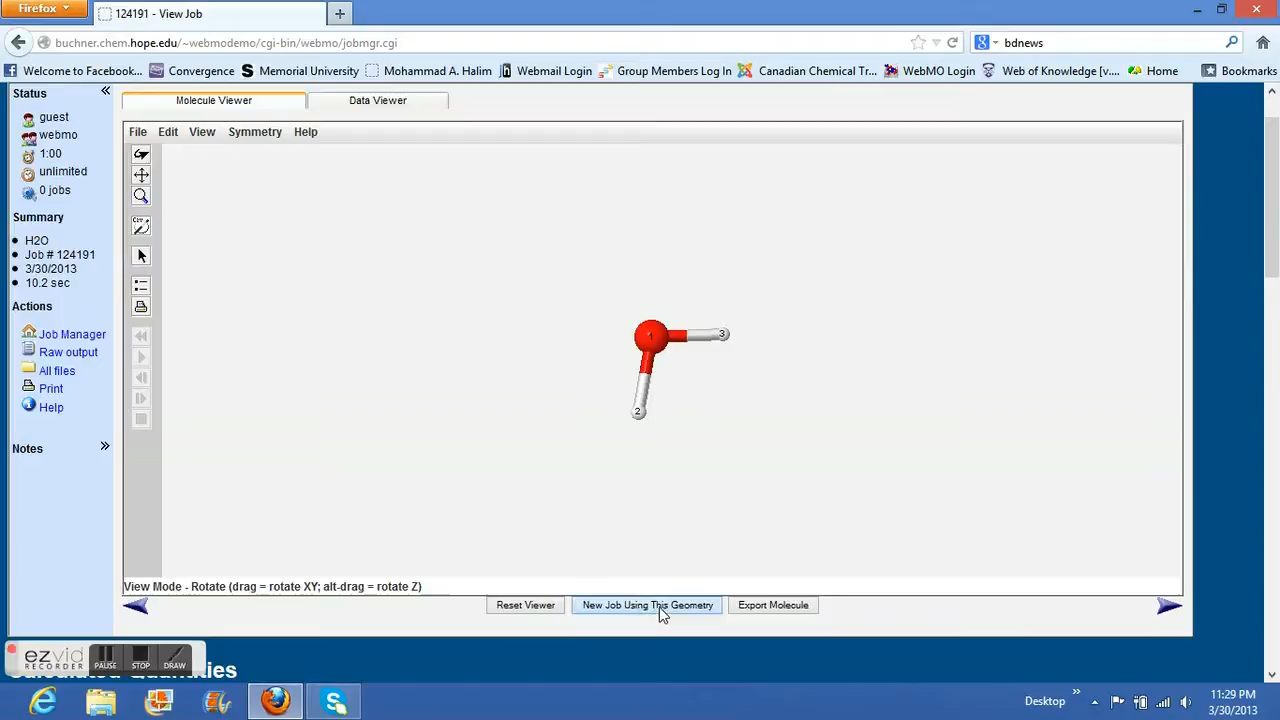 Firefox
124191 - View Job
buchner.chem.hope.edu/~webmodemo/cgi-bin/webmo/jobmgr.cgi
bdnews
Welcome to Facebook...
Convergence
Memorial University
Mohammad A. Halim
Webmail Login
Group Members Log In
Canadian Chemical Tr...
WebMO Login
Web of Knowledge [v....
Home
Bookmarks
Status
guest
webmo
1:00
unlimited
0 jobs
Summary
H2O
Job # 124191
3/30/2013
10.2 sec
Actions
Job Manager
Raw output
All files
Print
Help
Notes
Molecule Viewer
Data Viewer
File Edit View Symmetry Help
1
3
2
View Mode - Rotate (drag = rotate XY; alt-drag = rotate Z)
Reset Viewer
New Job Using This Geometry
Export Molecule
ezvid
RECORDER
PAUSE
STOP
DRAW
Quantities
Desktop
11:29 PM
3/30/2013